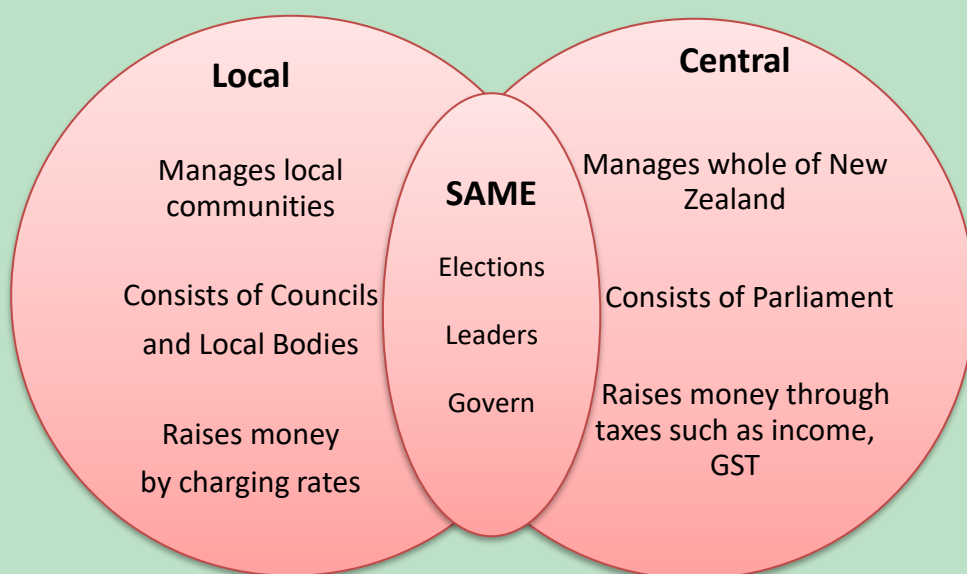 Local
Manages local
communities
Consists of Councils
and Local Bodies
Raises money
by charging rates
SAME
Elections
Leaders
Govern
Central
Manages whole of New
Zealand
Consists of Parliament
Raises money through
taxes such as income,
GST